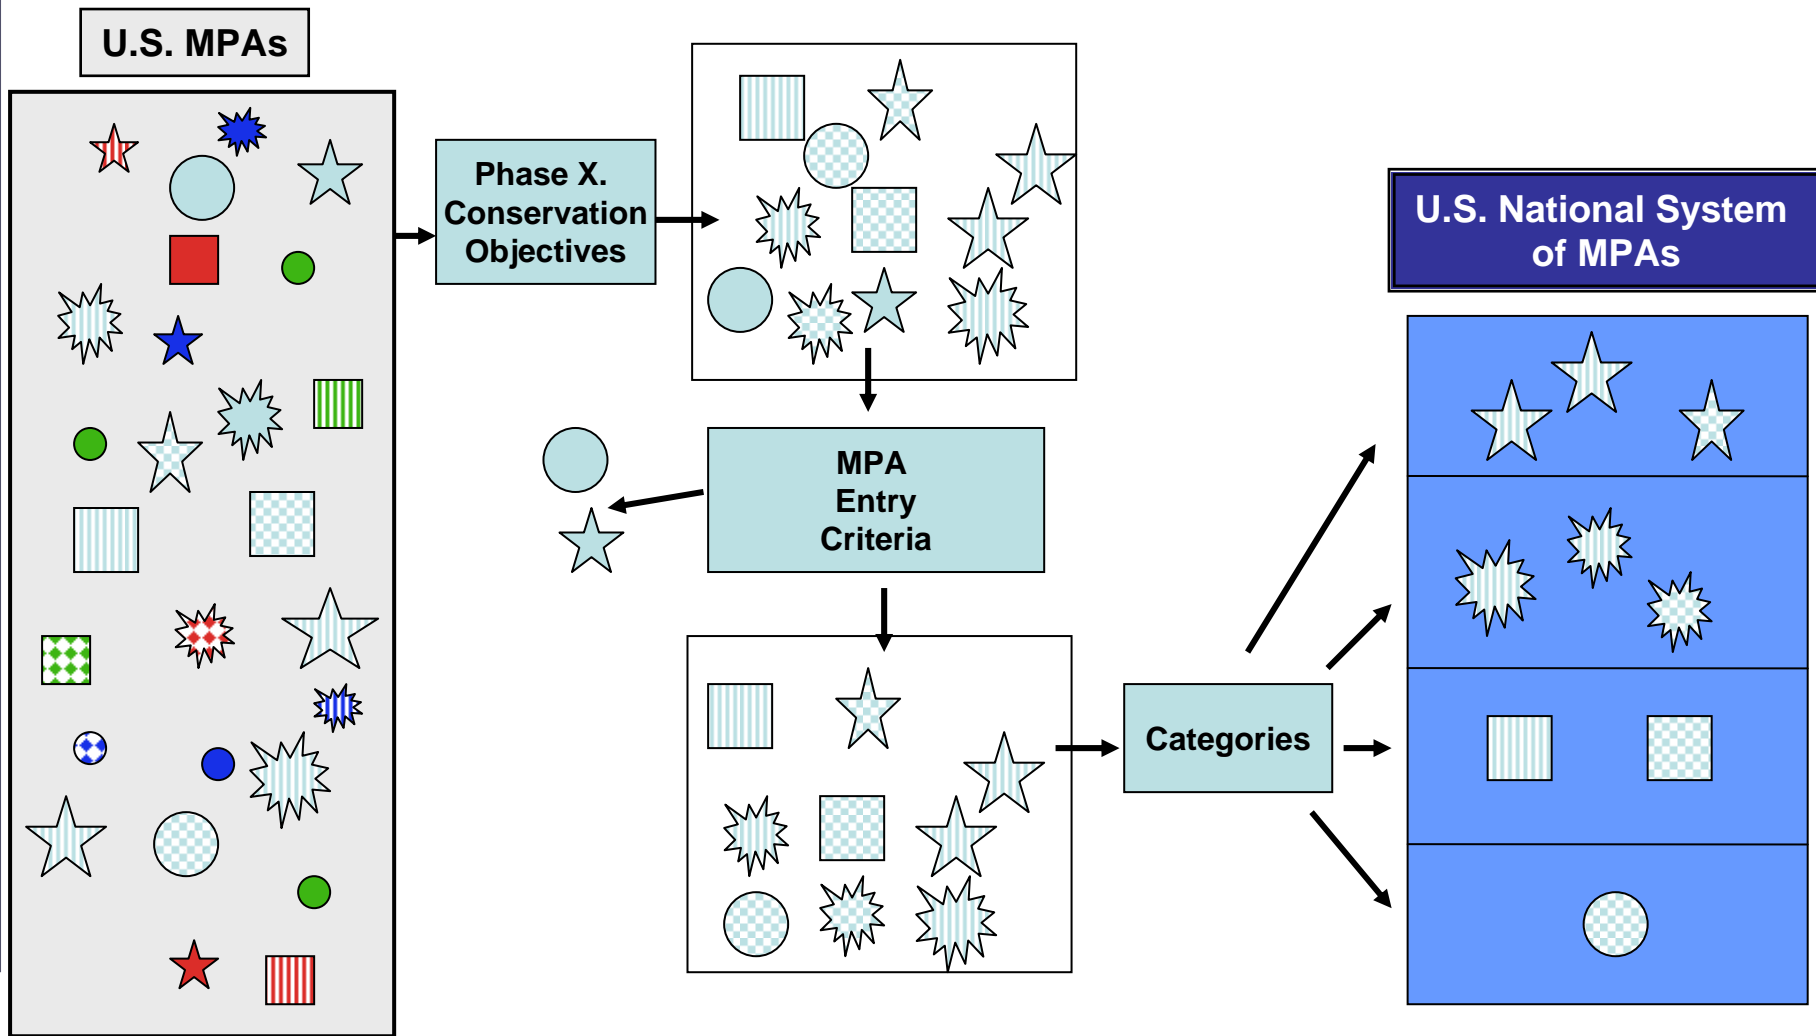 U.S. MPAs
Phase X.
Conservation
Objectives
U.S. National System
of MPAs
MPA
Entry
Criteria
Categories